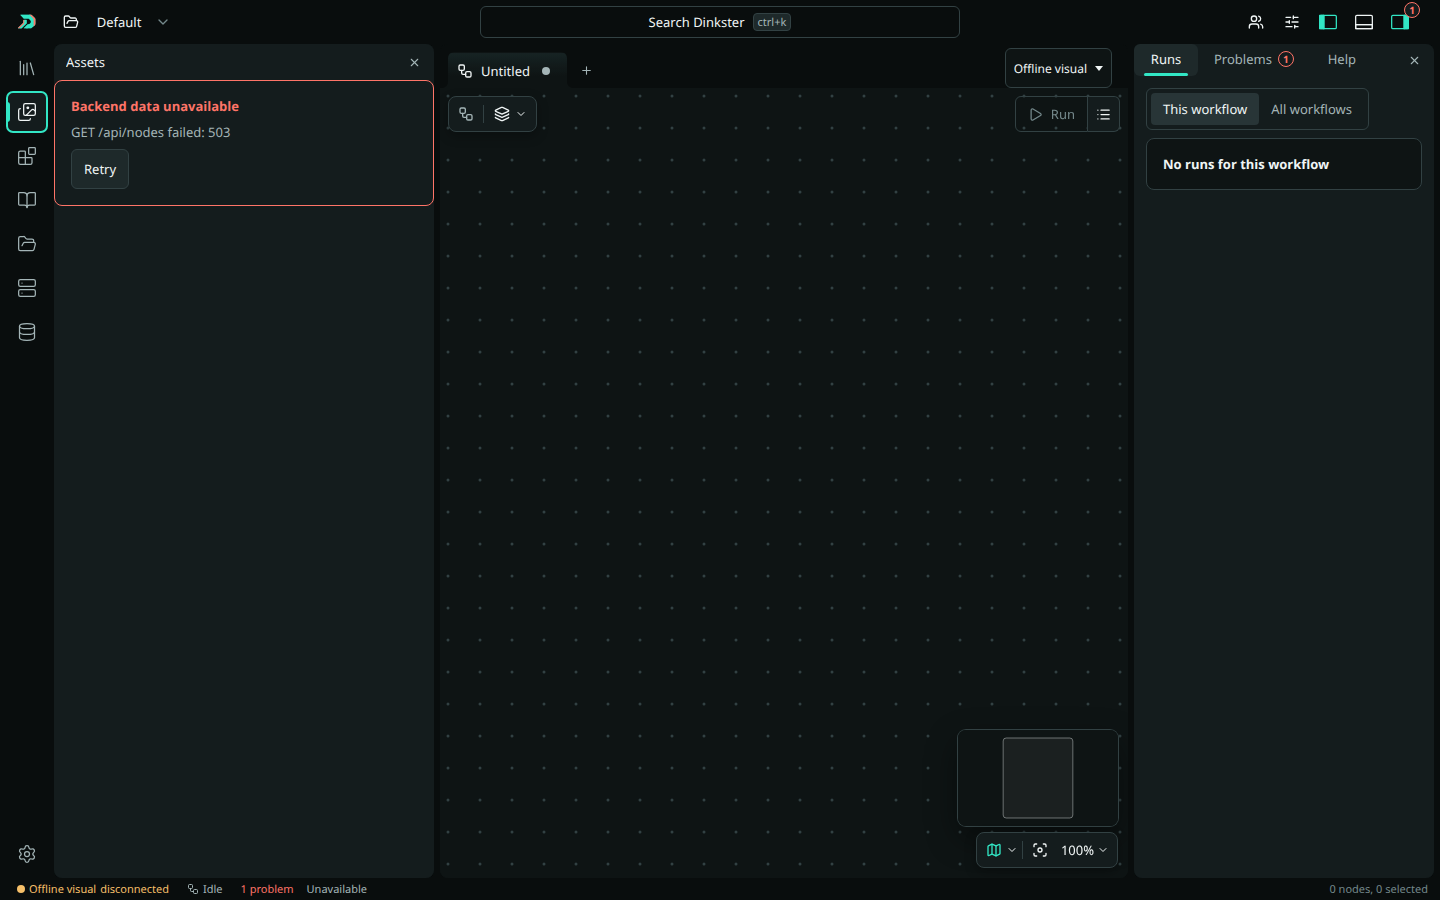 Default
Search Dinkster ctrl+k
1
Assets
Backend data unavailable
GET /api/nodes failed: 503
Retry
Untitled
Offline visual
Run
Runs
Problems 1
Help
This workflow
All workflows
No runs for this workflow
100%
Offline visual disconnected
Idle
1 problem
Unavailable
0 nodes, 0 selected